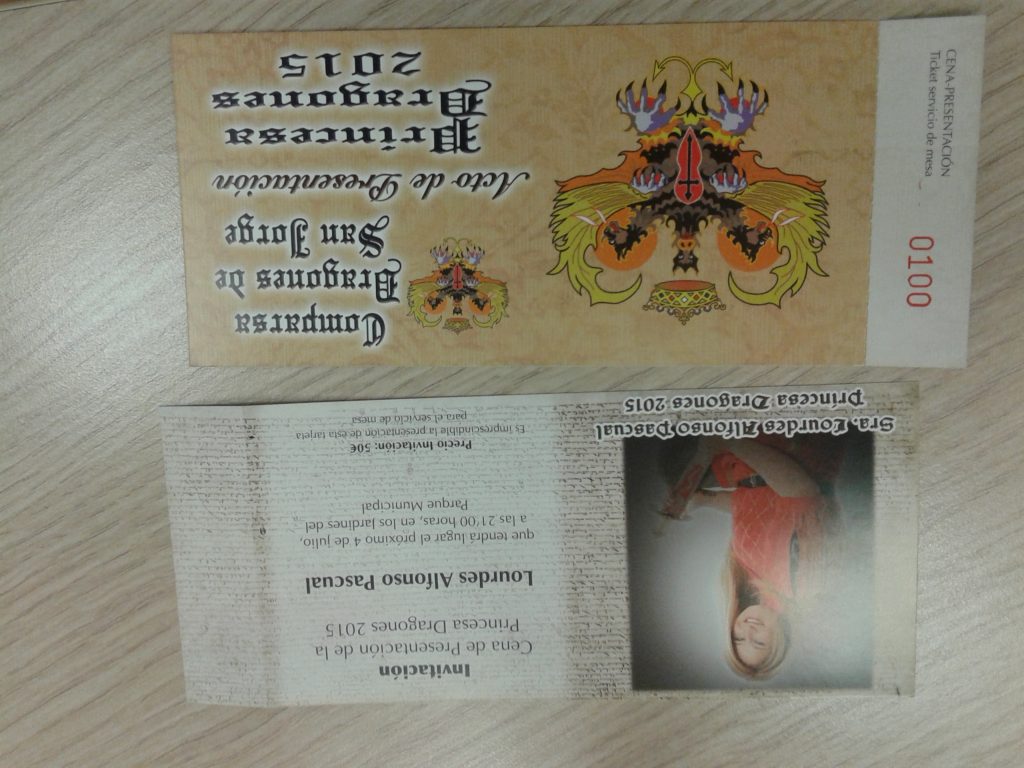 Comparsa
Dragones de
San Jorge
Acto de Presentación
Princesa
Dragones
2015
CENA-PRESENTACIÓN
Ticket servicio de mesa
0100
Invitación
Cena de Presentación de la
Princesa Dragones 2015
Lourdes Alfonso Pascual
que tendrá lugar el próximo 4 de julio,
a las 21'00 horas, en los Jardines del
Parque Municipal
Precio Invitación: 50€
Es imprescindible la presentación de esta tarjeta
para el servicio de mesa
Sra. Lourdes Alfonso Pascual
Princesa Dragones 2015